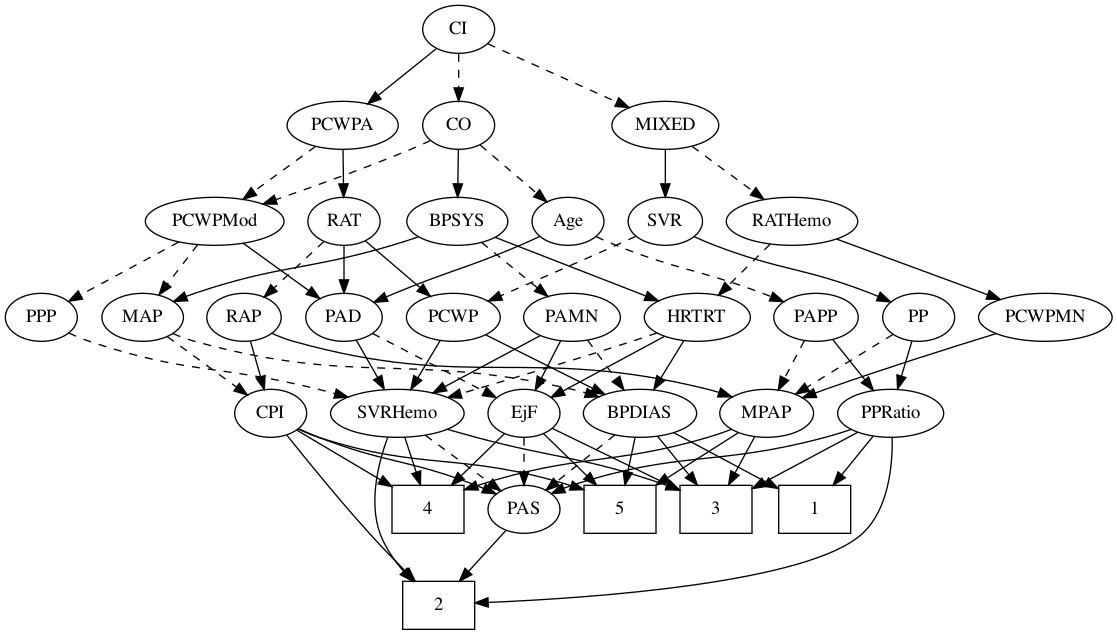 CI
PCWPA
CO
MIXED
PCWPMod
RAT
BPSYS
Age
SVR
RATHemo
PPP
MAP
RAP
PAD
PCWP
PAMN
HRTRT
PAPP
PP
PCWPMN
CPI
SVRHemo
EjF
BPDIAS
MPAP
PPRatio
4
PAS
5
3
1
2